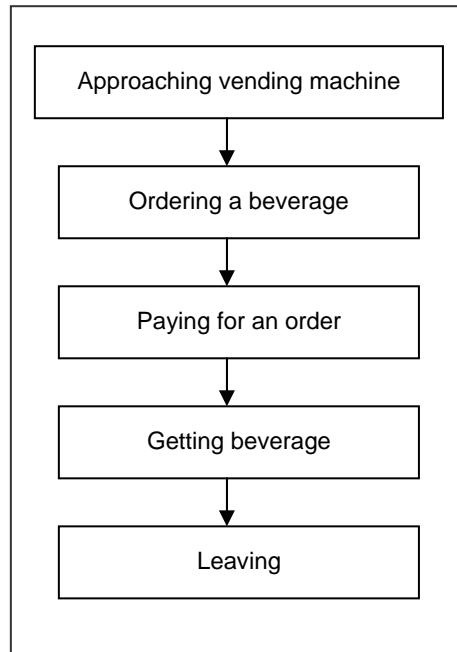 Approaching vending machine
Ordering a beverage
Paying for an order
Getting beverage
Leaving